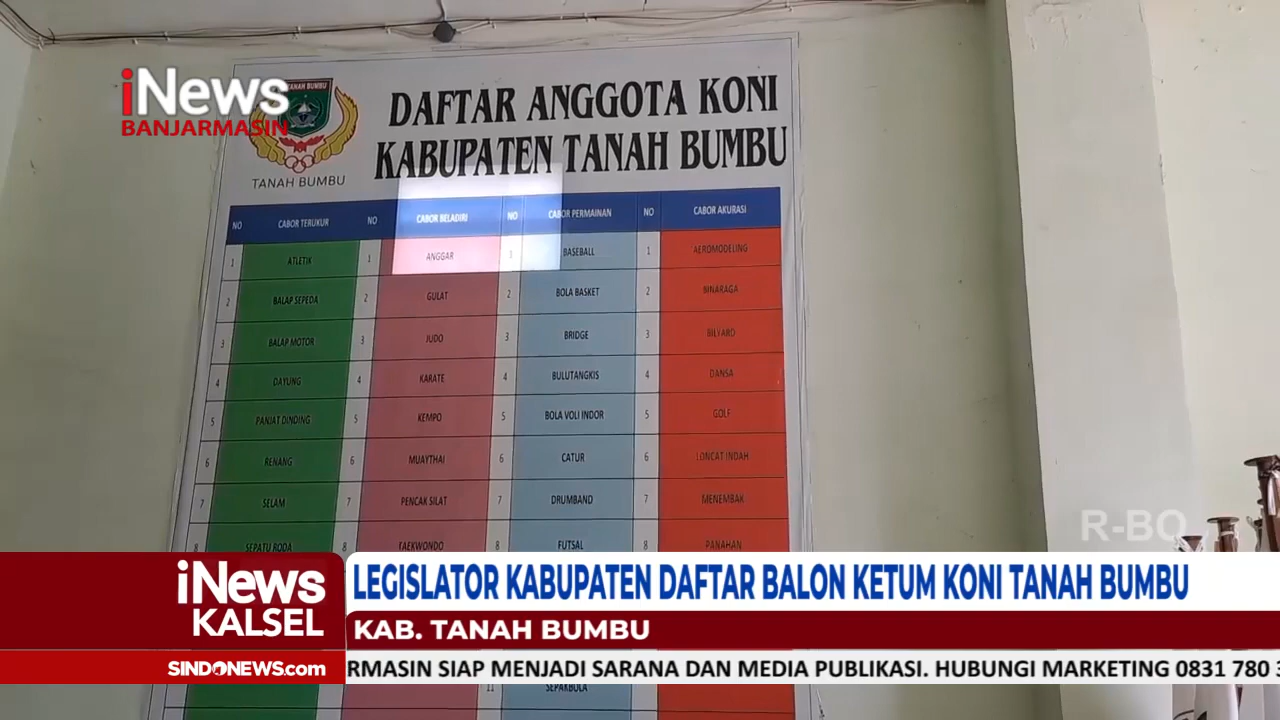 iNews
BANJARMASIN
TANAH BUMBU
TANAH BUMBU
DAFTAR ANGGOTA KONI
KABUPATEN TANAH BUMBU
NO CABOR TERUKUR NO CABOR BELADIRI NO CABOR PERMAINAN NO CABOR AKURASI
1 ATLETIK 1 ANGGAR 1 BASEBALL 1 AEROMODELING
2 BALAP SEPEDA 2 GULAT 2 BOLA BASKET 2 BINARAGA
3 BALAP MOTOR 3 JUDO 3 BRIDGE 3 BILYARD
4 DAYUNG 4 KARATE 4 BULUTANGKIS 4 DANSA
5 PANJAT DINDING 5 KEMPO 5 BOLA VOLI INDOR 5 GOLF
6 RENANG 6 MUAYTHAI 6 CATUR 6 LONCAT INDAH
7 SELAM 7 PENCAK SILAT 7 DRUMBAND 7 MENEMBAK
8 SEPATU RODA 8 TAEKWONDO 8 FUTSAL 8 PANAHAN
R-BO
iNews
KALSEL
LEGISLATOR KABUPATEN DAFTAR BALON KETUM KONI TANAH BUMBU
KAB. TANAH BUMBU
SINDONEWS.com
RMASIN SIAP MENJADI SARANA DAN MEDIA PUBLIKASI. HUBUNGI MARKETING 0831 780
11 SEPAKBOLA